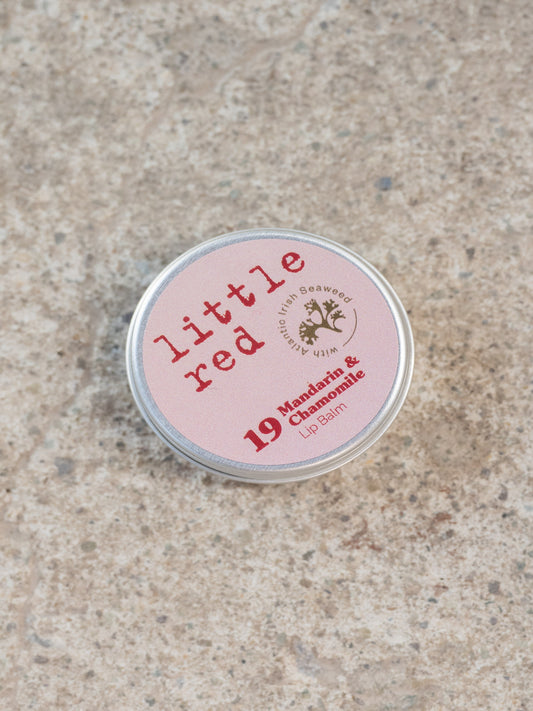 little
red
with Atlantic Irish Seaweed
19 Mandarin &
Chamomile
Lip Balm